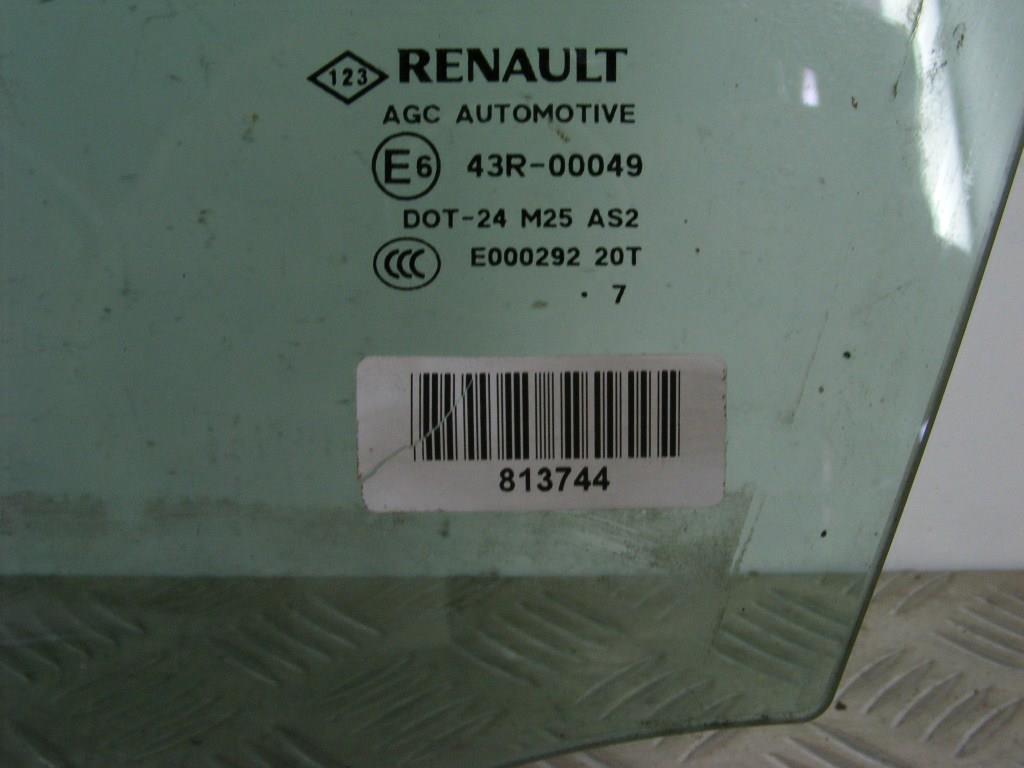 123 RENAULT
AGC AUTOMOTIVE
E6 43R-00049
DOT-24 M25 AS2
CCC E000292 20T
. 7
813744